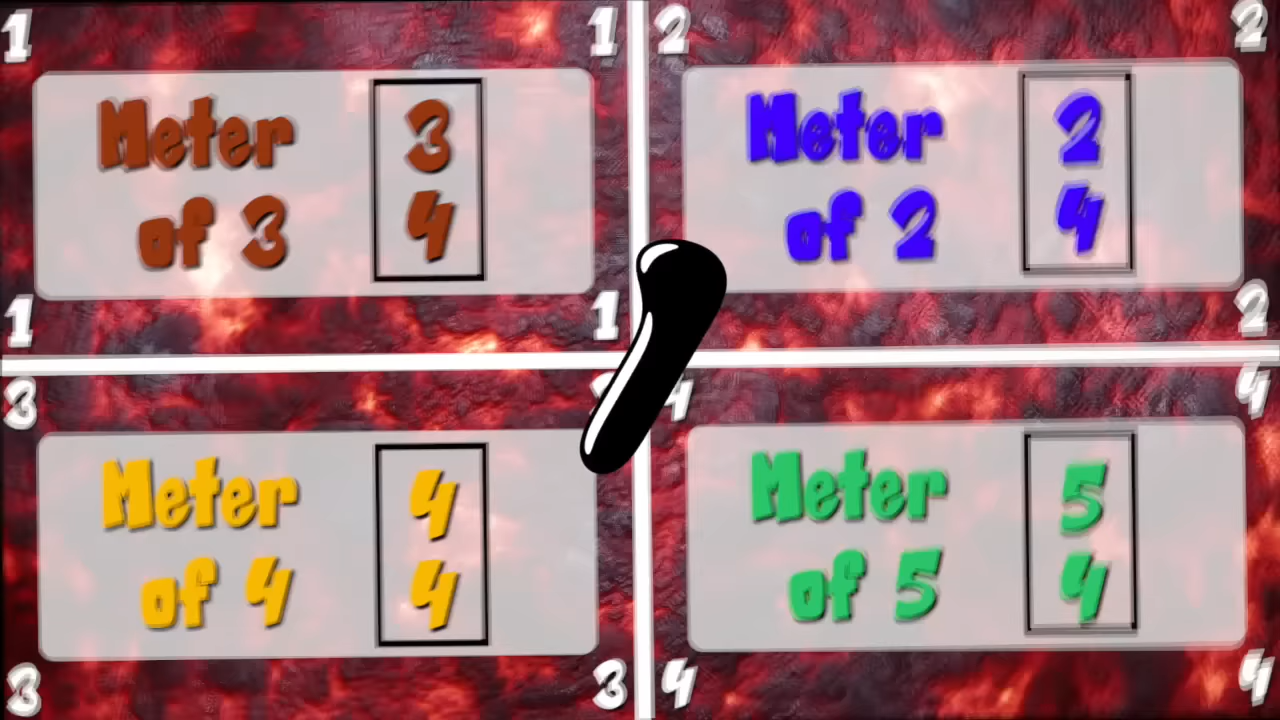 1 1 2 2
Meter 3 Meter 2
of 3 4 of 2 4
1 1 2
3 4 4
Meter 4 Meter 5
of 4 4 of 5 4
3 3 4 4